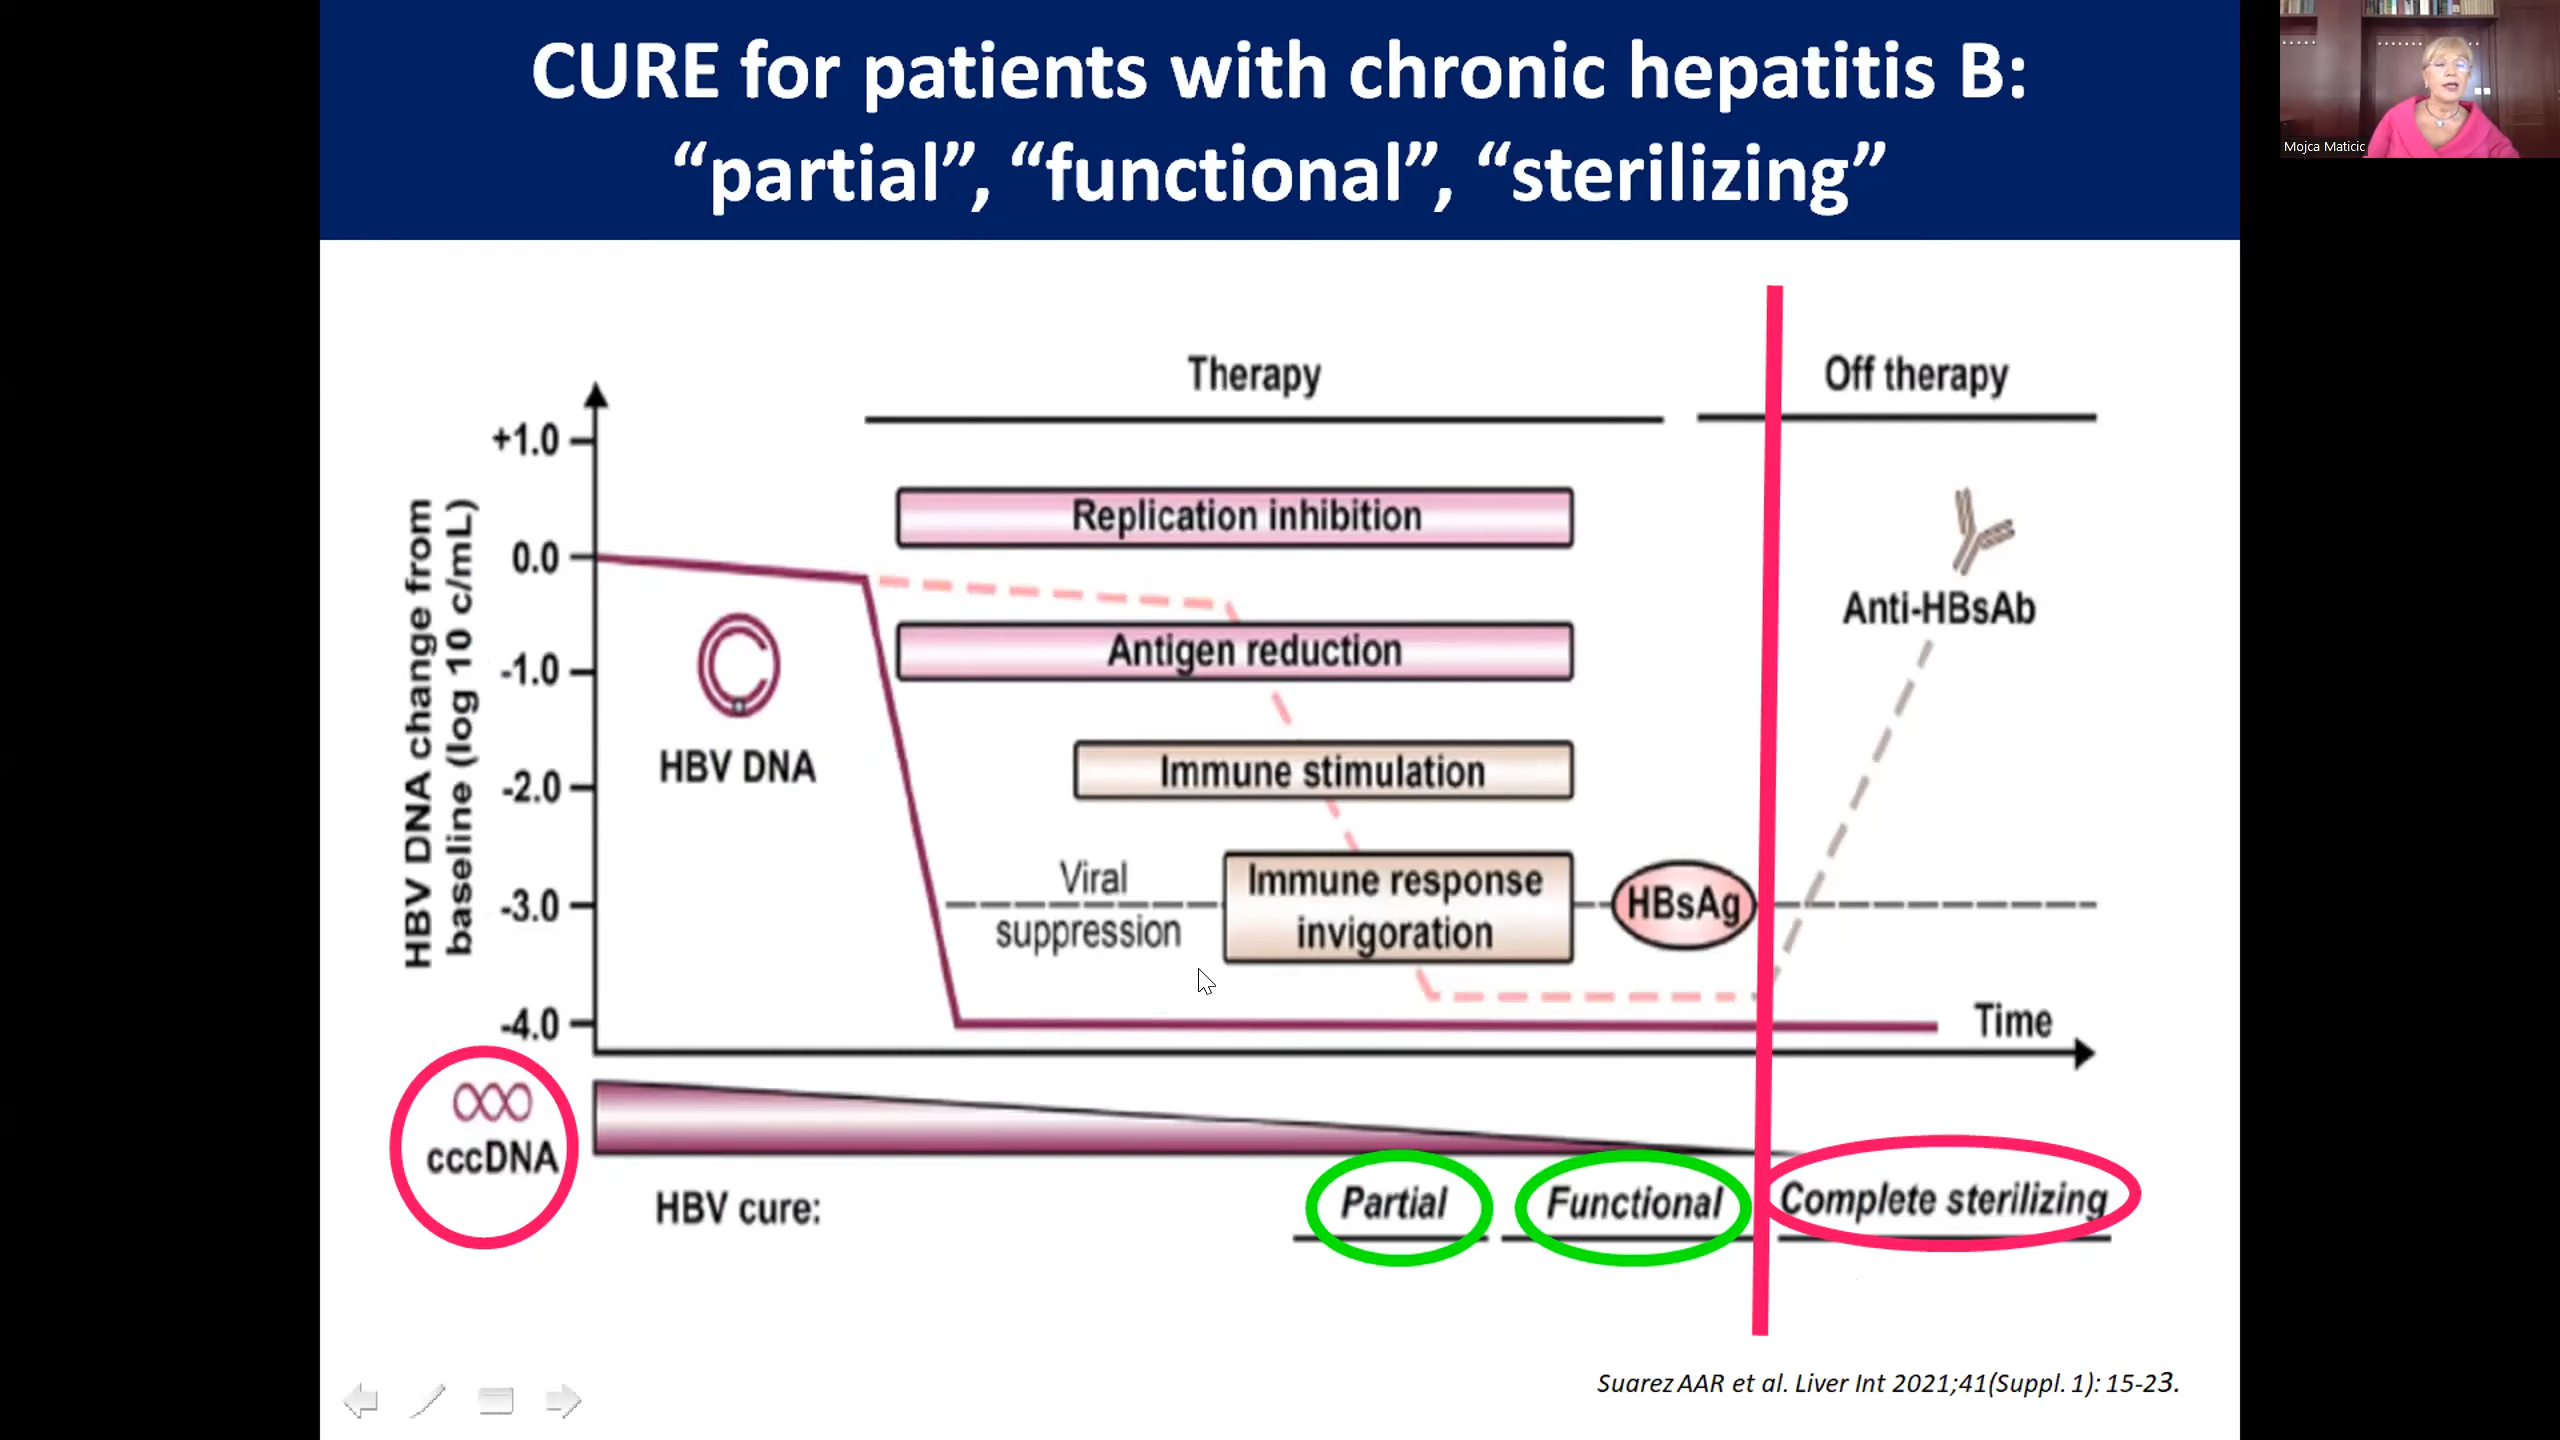 CURE for patients with chronic hepatitis B:
“partial”, “functional”, “sterilizing”
Mojca Maticic
Therapy
Off therapy
+1.0
0.0
-1.0
-2.0
-3.0
-4.0
HBV DNA change from
baseline (log 10 c/mL)
Replication inhibition
Antigen reduction
Immune stimulation
Immune response
invigoration
Viral
suppression
HBV DNA
HBsAg
Anti-HBsAb
Time
cccDNA
HBV cure:
Partial
Functional
Complete sterilizing
Suarez AAR et al. Liver Int 2021;41(Suppl. 1): 15-23.